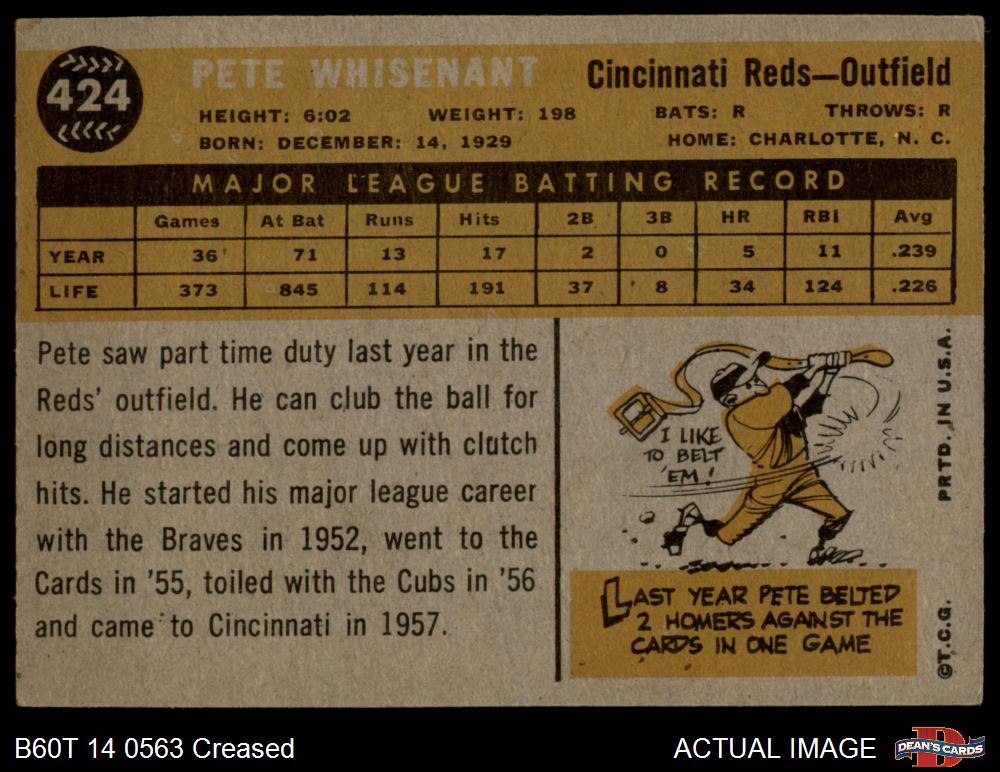 424
PETE WHISENANT
Cincinnati Reds—Outfield
HEIGHT: 6:02 WEIGHT: 198 BATS: R THROWS: R
BORN: DECEMBER: 14, 1929 HOME: CHARLOTTE, N. C.
MAJOR LEAGUE BATTING RECORD
Games At Bat Runs Hits 2B 3B HR RBI Avg
YEAR 36 71 13 17 2 0 5 11 .239
LIFE 373 845 114 191 37 8 34 124 .226
Pete saw part time duty last year in the
Reds' outfield. He can club the ball for
long distances and come up with clutch
hits. He started his major league career
with the Braves in 1952, went to the
Cards in '55, toiled with the Cubs in '56
and came to Cincinnati in 1957.
I LIKE
TO BELT
'EM!
LAST YEAR PETE BELTED
2 HOMERS AGAINST THE
CARDS IN ONE GAME
©T.C.G. PRTD. IN U.S.A.
B60T 14 0563 Creased
ACTUAL IMAGE
DEAN'S CARDS